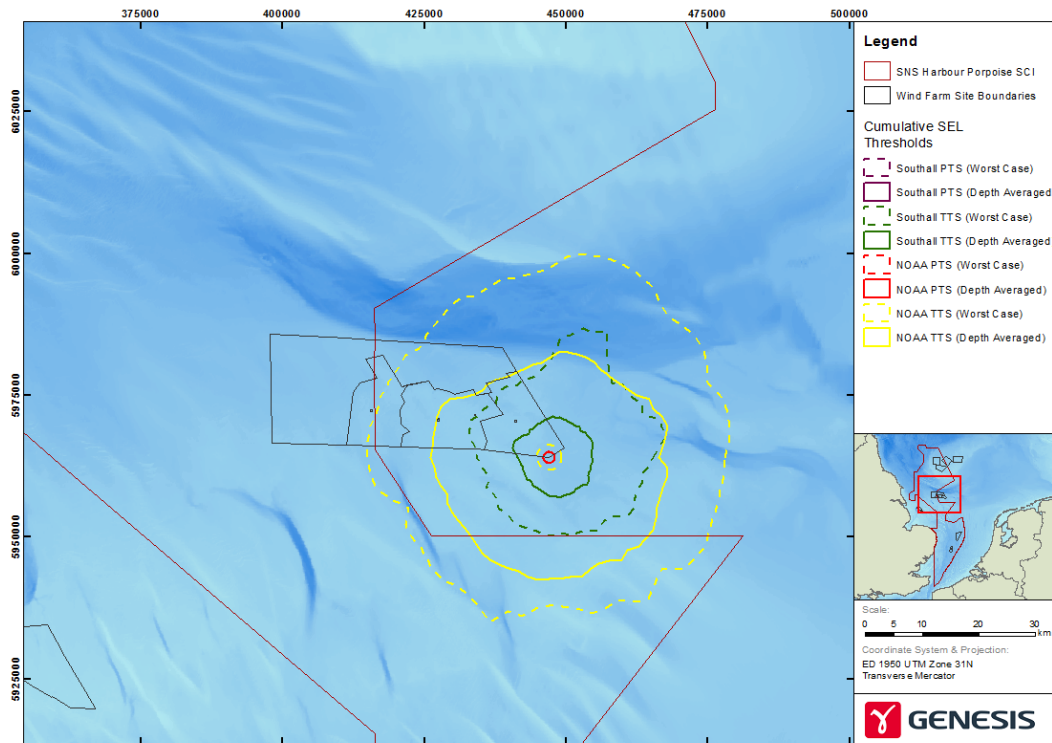 375000 400000 425000 450000 475000 500000
6025000
6000000
5975000
5950000
5925000
Legend
SNS Harbour Porpoise SCI
Wind Farm Site Boundaries
Cumulative SEL
Thresholds
Southall PTS (Worst Case)
Southall PTS (Depth Averaged
Southall TTS (Worst Case)
Southall TTS (Depth Averaged)
NOAA PTS (Worst Case)
NOAA PTS (Depth Averaged)
NOAA TTS (Worst Case)
NOAA TTS (Depth Averaged)
Scale:
0 5 10 20 30
km
Coordinate System & Projection:
ED 1950 UTM Zone 31N
Transverse Mercator
GENESIS